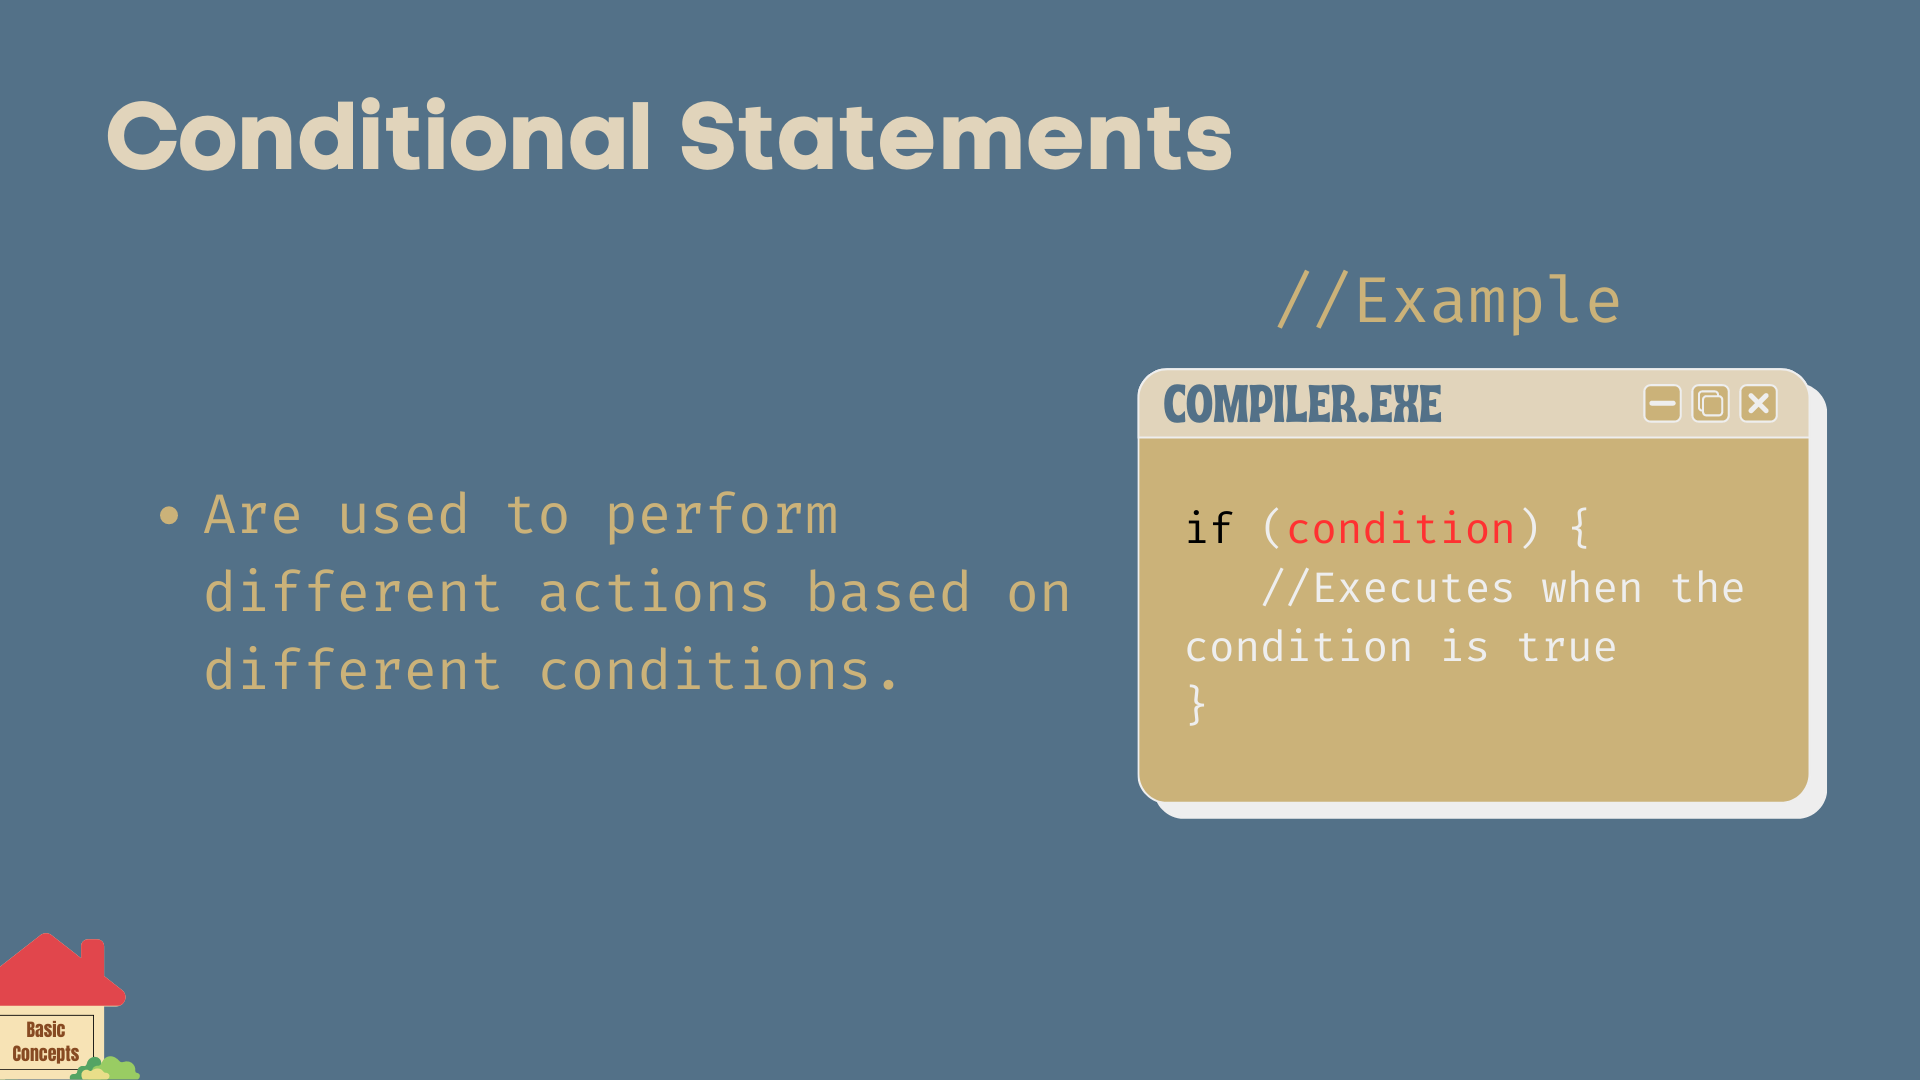 Conditional Statements
• Are used to perform
different actions based on
different conditions.
//Example
COMPILER.EXE
if (condition) {
//Executes when the
condition is true
}
Basic
Concepts